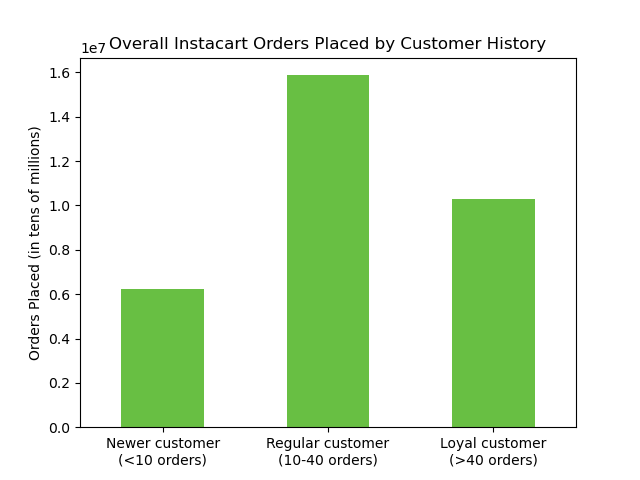 Overall Instacart Orders Placed by Customer History
1e7
Orders Placed (in tens of millions)
1.6
1.4
1.2
1.0
0.8
0.6
0.4
0.2
0.0
Newer customer
(<10 orders)
Regular customer
(10-40 orders)
Loyal customer
(>40 orders)